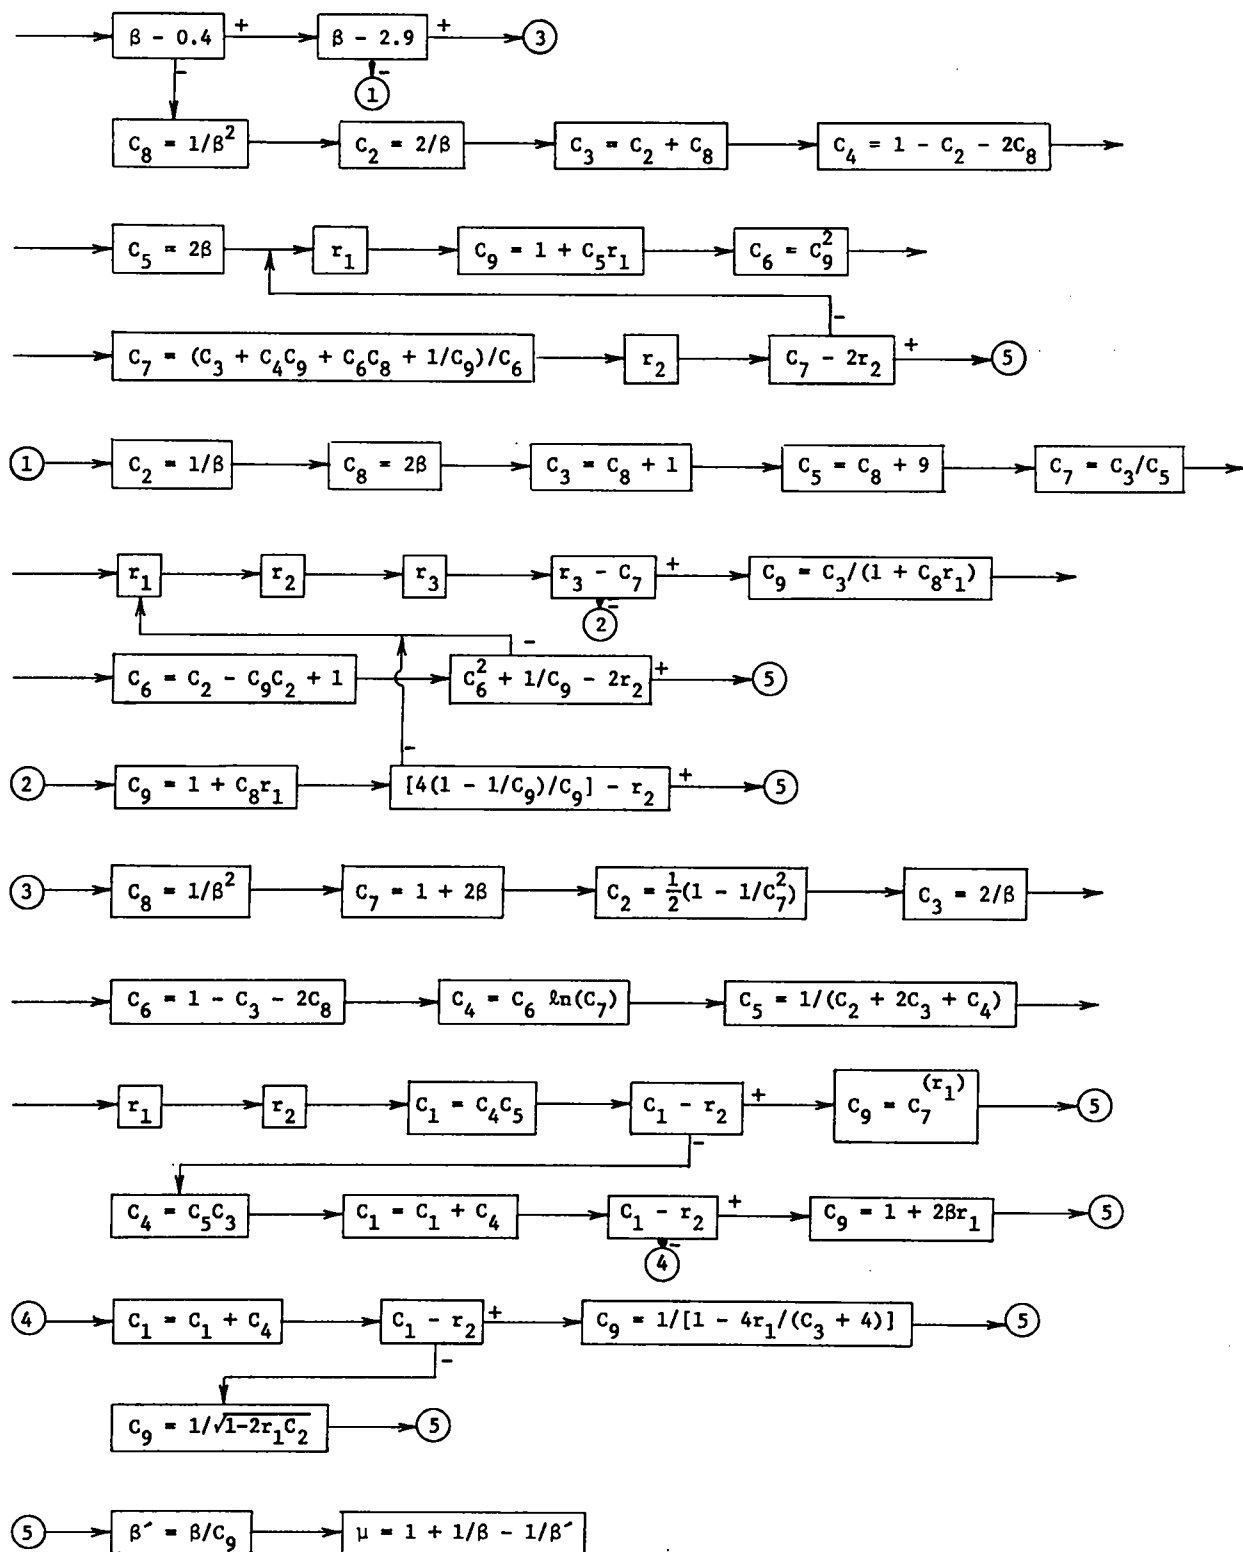 β - 0.4 + β - 2.9 + 3
- -
1
C₈ = 1/β² C₂ = 2/β C₃ = C₂ + C₈ C₄ = 1 - C₂ - 2C₈
C₅ = 2β r₁ C₉ = 1 + C₅r₁ C₆ = C₉²
-
C₇ = (C₃ + C₄C₉ + C₆C₈ + 1/C₉)/C₆ r₂ C₇ - 2r₂ + 5
1 C₂ = 1/β C₈ = 2β C₃ = C₈ + 1 C₅ = C₈ + 9 C₇ = C₃/C₅
r₁ r₂ r₃ r₃ - C₇ + C₉ = C₃/(1 + C₈r₁)
-
2
-
C₆ = C₂ - C₉C₂ + 1 C₆² + 1/C₉ - 2r₂ + 5
-
2 C₉ = 1 + C₈r₁ [4(1 - 1/C₉)/C₉] - r₂ + 5
3 C₈ = 1/β² C₇ = 1 + 2β C₂ = ½(1 - 1/C₇²) C₃ = 2/β
C₆ = 1 - C₃ - 2C₈ C₄ = C₆ ℓn(C₇) C₅ = 1/(C₂ + 2C₃ + C₄)
r₁ r₂ C₁ = C₄C₅ C₁ - r₂ + C₉ = C₇^(r₁) 5
-
C₄ = C₅C₃ C₁ = C₁ + C₄ C₁ - r₂ + C₉ = 1 + 2βr₁ 5
-
4
4 C₁ = C₁ + C₄ C₁ - r₂ + C₉ = 1/[1 - 4r₁/(C₃ + 4)] 5
-
C₉ = 1/√1-2r₁C₂ 5
5 β′ = β/C₉ μ = 1 + 1/β - 1/β′